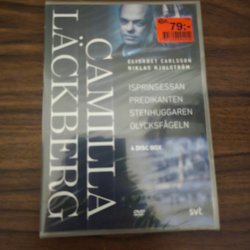 79:-
ELISABET CARLSSON
NIKLAS HJULSTRÖM
ISPRINSESSAN
PREDIKANTEN
STENHUGGAREN
OLYCKSFÅGELN
4 DISC BOX
CAMILLA
LÄCKBERG
DVD
svt